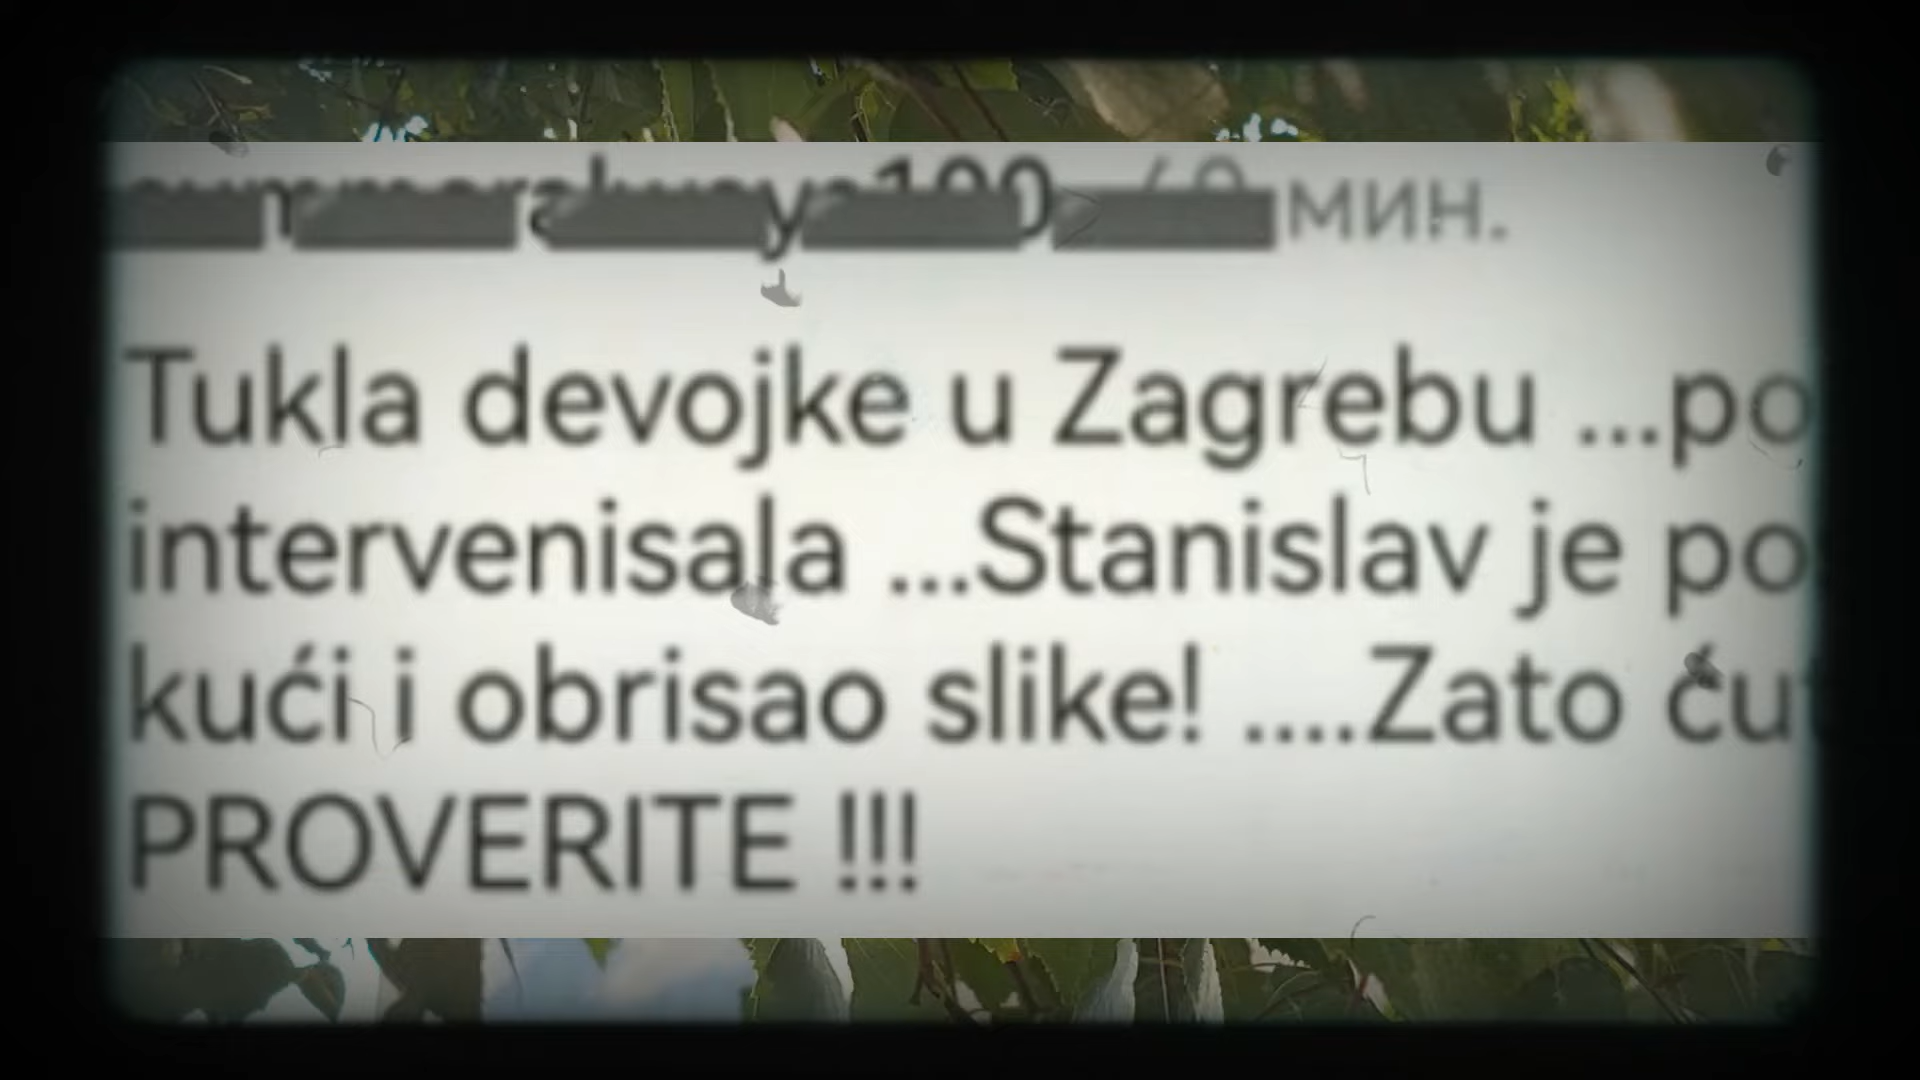 мин.
Tukla devojke u Zagrebu ...po
intervenisala ...Stanislav je po
kući i obrisao slike! ....Zato ću
PROVERITE !!!